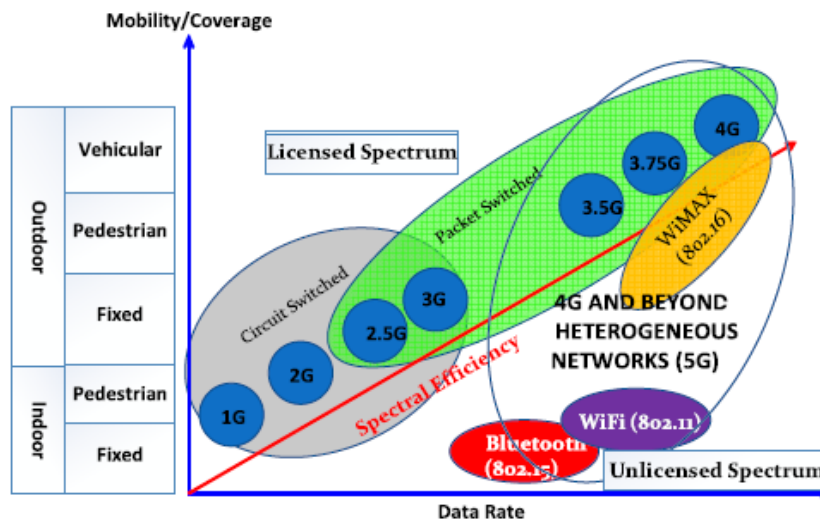 Mobility/Coverage
Outdoor
Vehicular
Pedestrian
Fixed
Indoor
Pedestrian
Fixed
Licensed Spectrum
Packet Switched
Circuit Switched
4G
3.75G
3.5G
3G
2.5G
2G
1G
WiMAX
(802.16)
Spectral Efficiency
4G AND BEYOND
HETEROGENEOUS
NETWORKS (5G)
WiFi (802.11)
Bluetooth
(802.15)
Unlicensed Spectrum
Data Rate